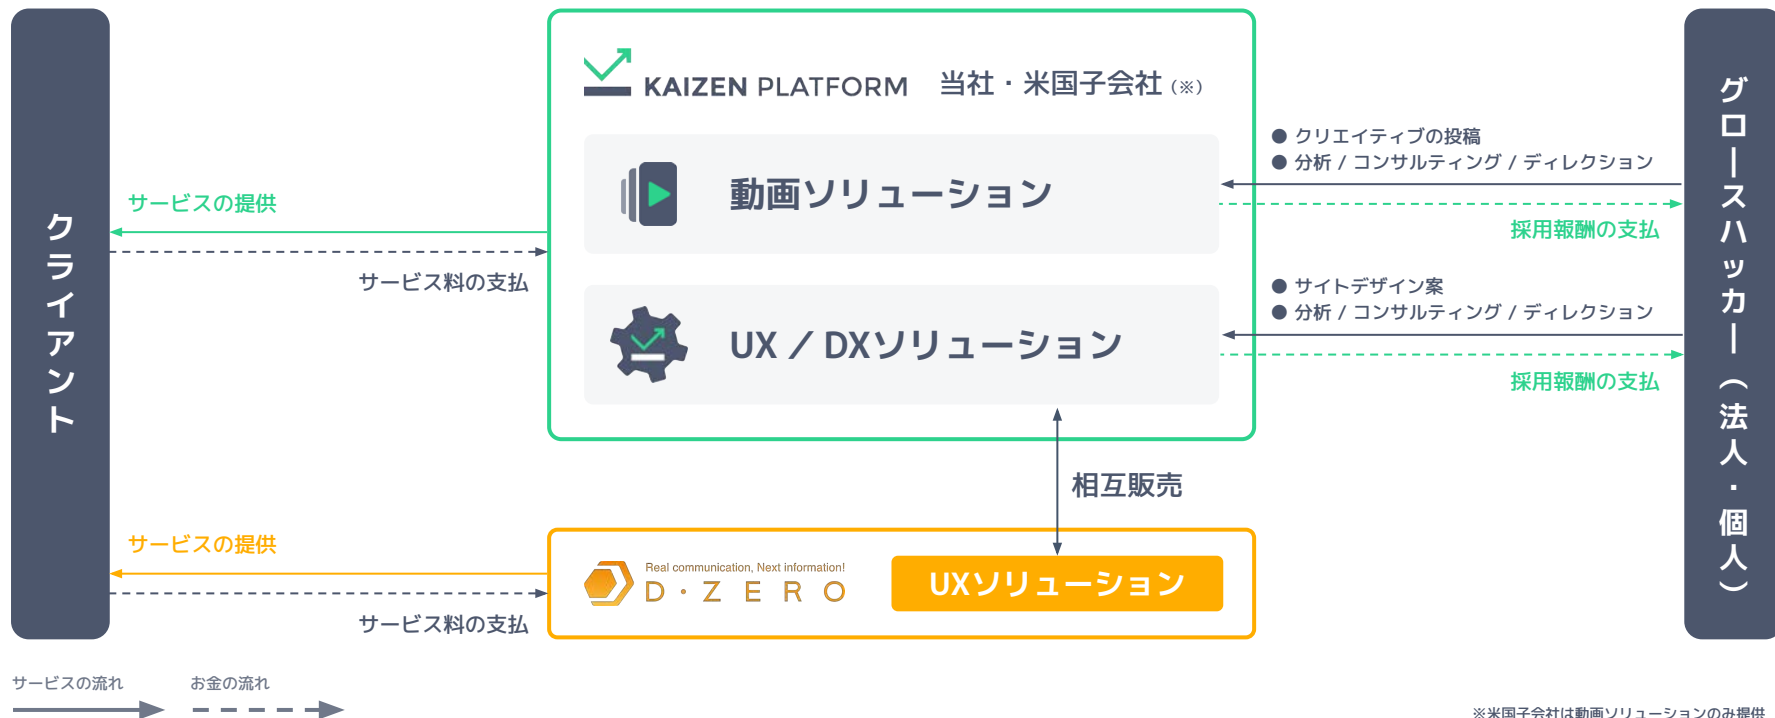 クライアント
サービスの提供
サービス料の支払
KAIZEN PLATFORM 当社・米国子会社（※）
動画ソリューション
UX ／ DXソリューション
● クリエイティブの投稿
● 分析 / コンサルティング / ディレクション
採用報酬の支払
● サイトデザイン案
● 分析 / コンサルティング / ディレクション
採用報酬の支払
グロースハッカー（法人・個人）
相互販売
サービスの提供
サービス料の支払
Real communication, Next information!
D・ZERO
UXソリューション
サービスの流れ
お金の流れ
※米国子会社は動画ソリューションのみ提供